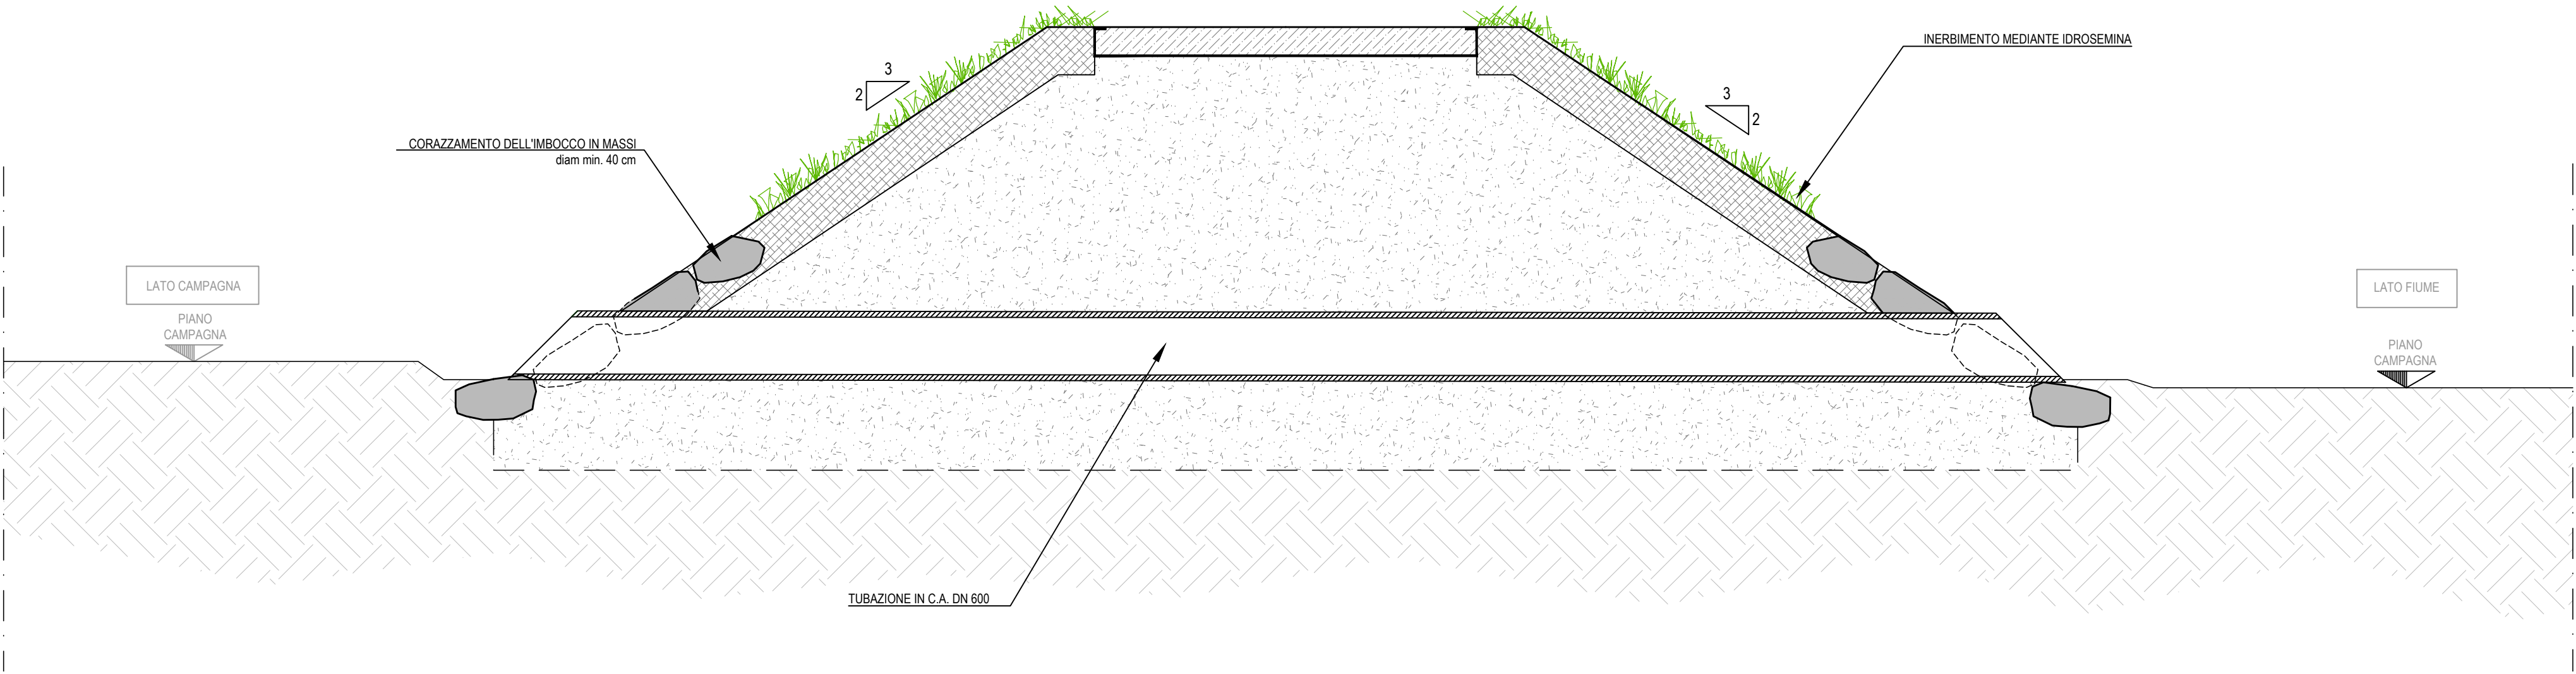 INERBIMENTO MEDIANTE IDROSEMINA
3
2
3
2
CORAZZAMENTO DELL'IMBOCCO IN MASSI
diam min. 40 cm
LATO CAMPAGNA
PIANO
CAMPAGNA
LATO FIUME
PIANO
CAMPAGNA
TUBAZIONE IN C.A. DN 600